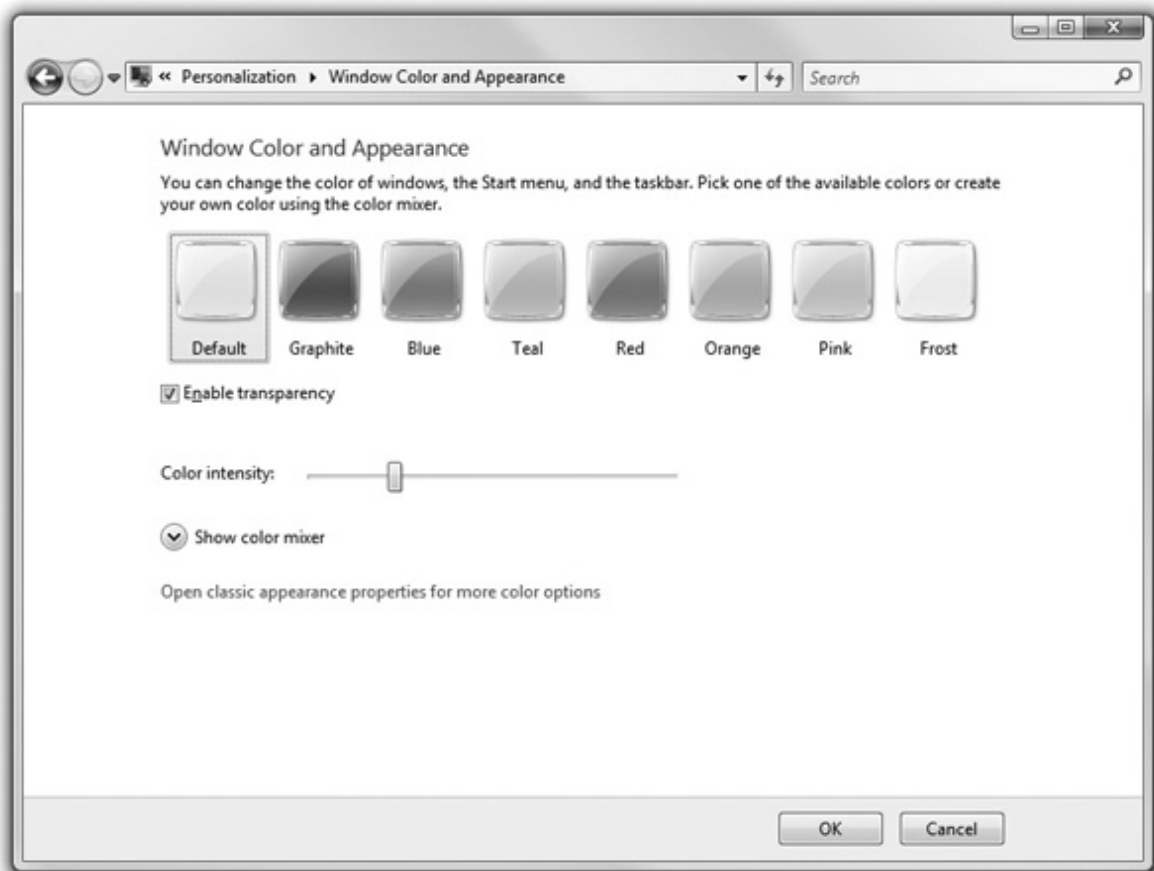 « Personalization ▸ Window Color and Appearance
Search
Window Color and Appearance
You can change the color of windows, the Start menu, and the taskbar. Pick one of the available colors or create
your own color using the color mixer.
Default Graphite Blue Teal Red Orange Pink Frost
Enable transparency
Color intensity:
Show color mixer
Open classic appearance properties for more color options
OK Cancel